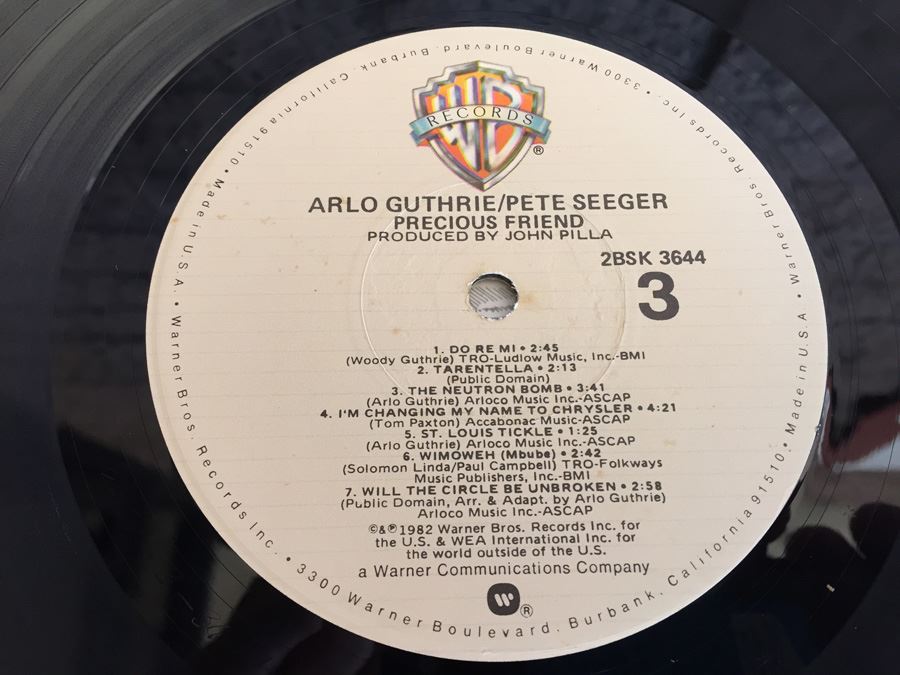 WB
RECORDS
®
ARLO GUTHRIE/PETE SEEGER
PRECIOUS FRIEND
PRODUCED BY JOHN PILLA
2BSK 3644
3
1. DO RE MI • 2:45
(Woody Guthrie) TRO-Ludlow Music, Inc.-BMI
2. TARENTELLA • 2:13
(Public Domain)
3. THE NEUTRON BOMB • 3:41
(Arlo Guthrie) Arloco Music Inc.-ASCAP
4. I'M CHANGING MY NAME TO CHRYSLER • 4:21
(Tom Paxton) Accabonac Music-ASCAP
5. ST. LOUIS TICKLE • 1:25
(Arlo Guthrie) Arloco Music Inc.-ASCAP
6. WIMOWEH (Mbube) • 2:42
(Solomon Linda/Paul Campbell) TRO-Folkways
Music Publishers, Inc.-BMI
7. WILL THE CIRCLE BE UNBROKEN • 2:58
(Public Domain, Arr. & Adapt. by Arlo Guthrie)
Arloco Music Inc.-ASCAP
©&℗1982 Warner Bros. Records Inc. for
the U.S. & WEA International Inc. for
the world outside of the U.S.
a Warner Communications Company
®
• Made in U.S.A. • Warner Bros. Records Inc. • 3300 Warner Boulevard. Burbank. California 91510. • Made in U.S.A • Warner Bros Records Inc. • 3300 Warner Boulevard. Burbank. California 91510